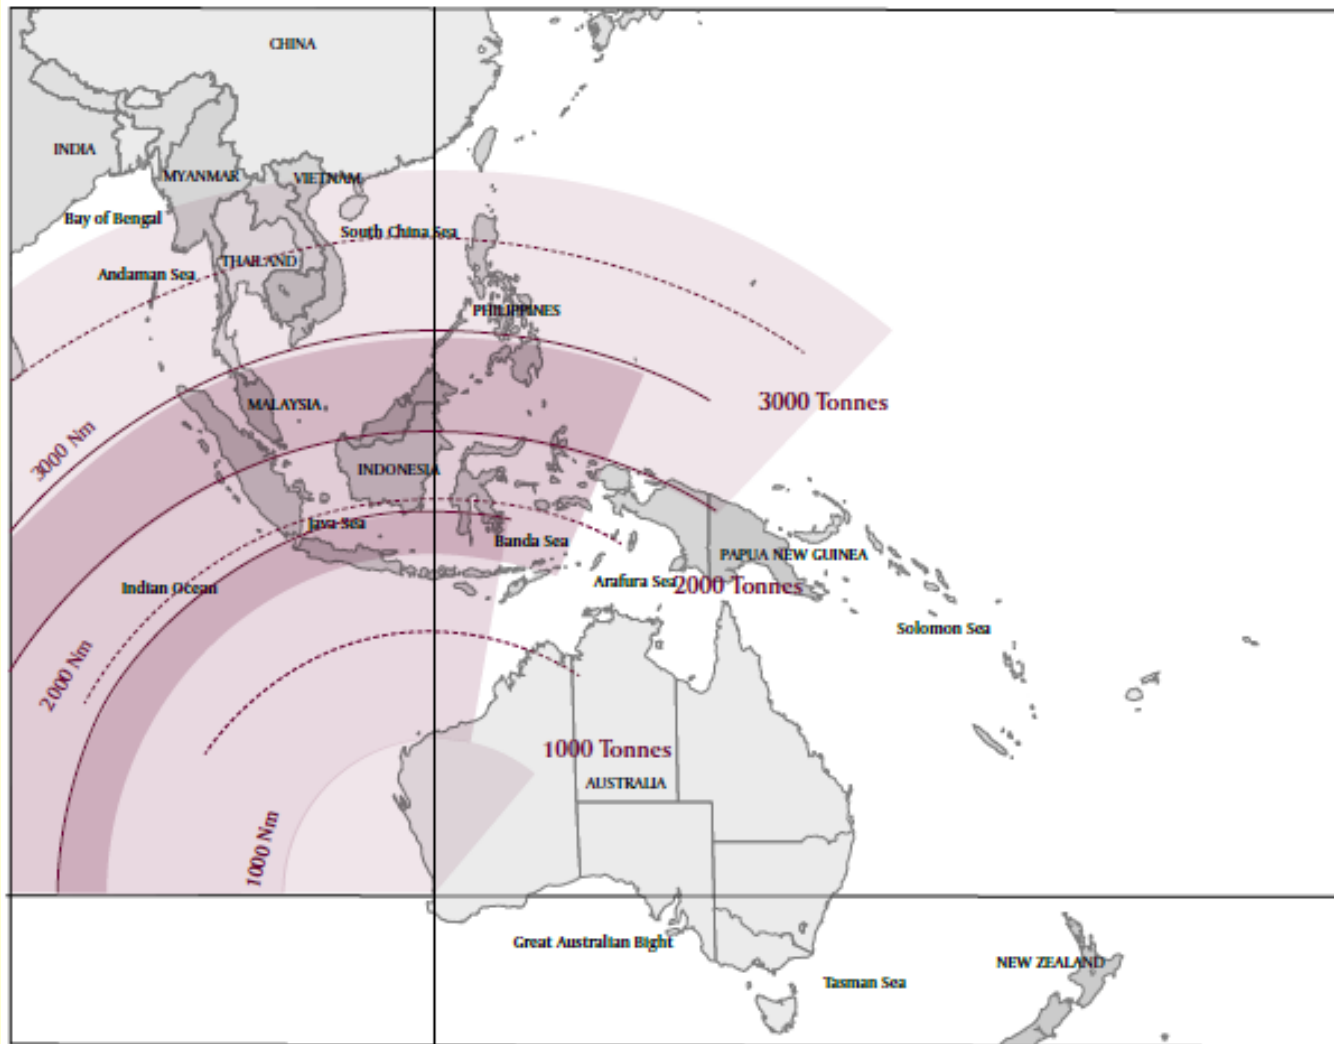 CHINA
INDIA
MYANMAR
VIETNAM
Bay of Bengal
South China Sea
THAILAND
Andaman Sea
PHILIPPINES
3000 Tonnes
MALAYSIA
3000 Nm
INDONESIA
Java Sea
Banda Sea
PAPUA NEW GUINEA
Arafura Sea
2000 Tonnes
Indian Ocean
Solomon Sea
2000 Nm
1000 Tonnes
AUSTRALIA
1000 Nm
Great Australian Bight
NEW ZEALAND
Tasman Sea